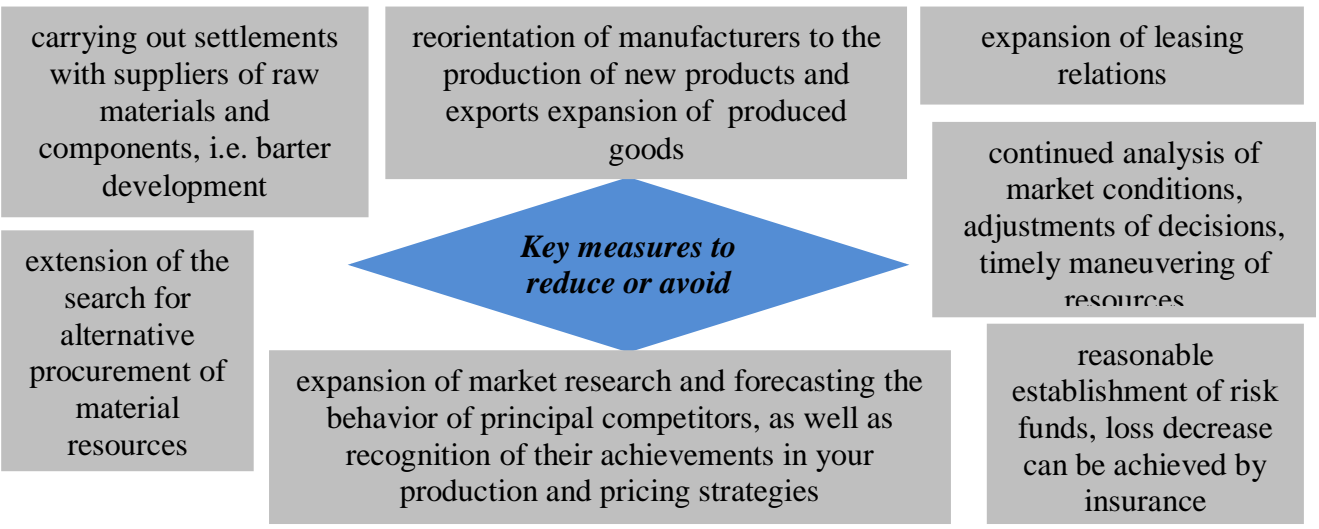 carrying out settlements
with suppliers of raw
materials and
components, i.e. barter
development
reorientation of manufacturers to the
production of new products and
exports expansion of produced
goods
expansion of leasing
relations
continued analysis of
market conditions,
adjustments of decisions,
timely maneuvering of
resources
Key measures to
reduce or avoid
extension of the
search for
alternative
procurement of
material
resources
expansion of market research and forecasting the
behavior of principal competitors, as well as
recognition of their achievements in your
production and pricing strategies
reasonable
establishment of risk
funds, loss decrease
can be achieved by
insurance